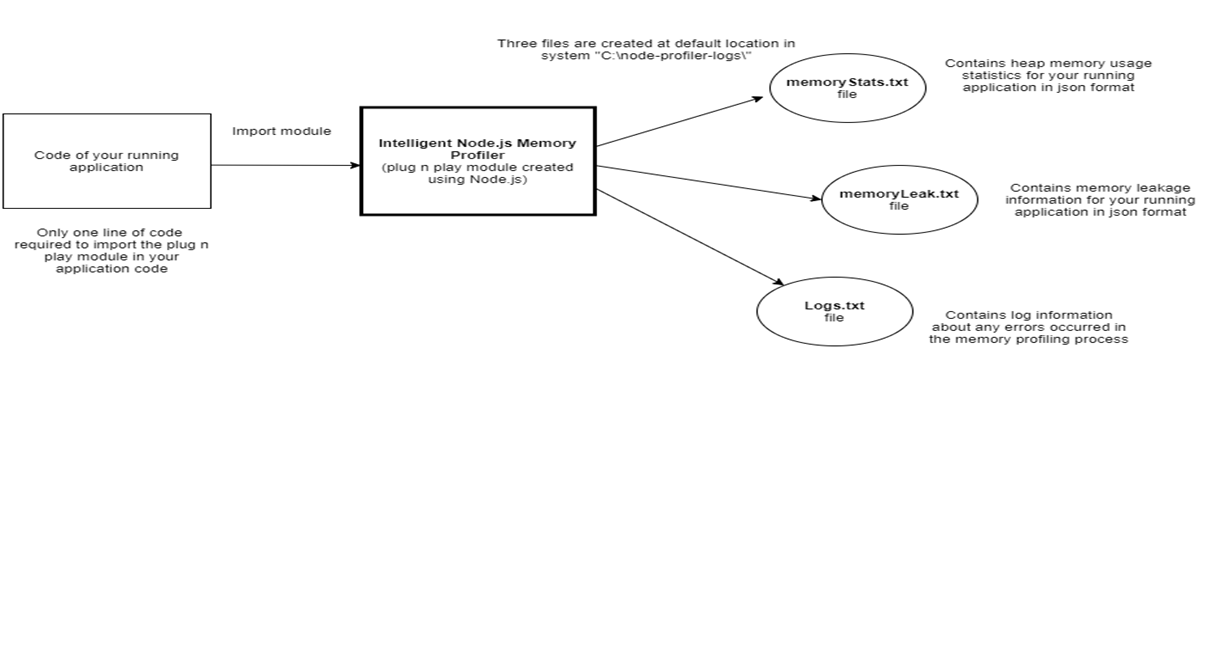 Three files are created at default location in
system "C:\node-profiler-logs\"
memoryStats.txt
file
Contains heap memory usage
statistics for your running
application in json format
Import module
Code of your running
application
Intelligent Node.js Memory
Profiler
(plug n play module created
using Node.js)
memoryLeak.txt
file
Contains memory leakage
information for your running
application in json format
Only one line of code
required to import the plug n
play module in your
application code
Logs.txt
file
Contains log information
about any errors occurred in
the memory profiling process